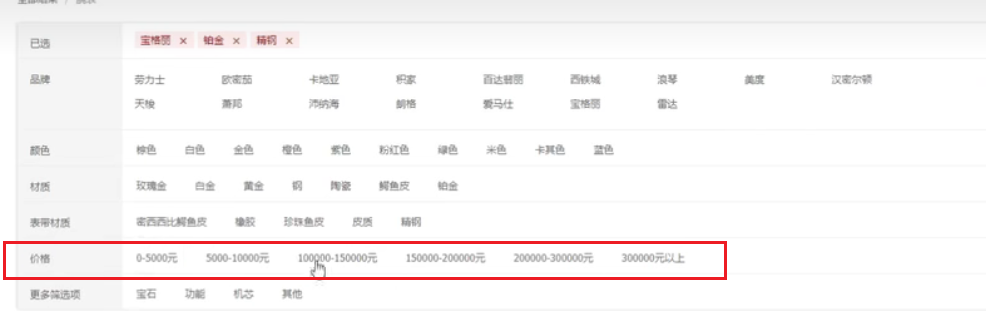 已选 宝格丽 × 铂金 × 精钢 ×
品牌 劳力士 欧密茄 卡地亚 积家 百达翡丽 西铁城 浪琴 美度 汉密尔顿
天梭 萧邦 沛纳海 朗格 爱马仕 宝格丽 雷达
颜色 棕色 白色 金色 橙色 紫色 粉红色 绿色 米色 卡其色 蓝色
材质 玫瑰金 白金 黄金 钢 陶瓷 鳄鱼皮 铂金
表带材质 密西西比鳄鱼皮 橡胶 珍珠鱼皮 皮质 精钢
价格 0-5000元 5000-10000元 100000-150000元 150000-200000元 200000-300000元 300000元以上
更多筛选项 宝石 功能 机芯 其他